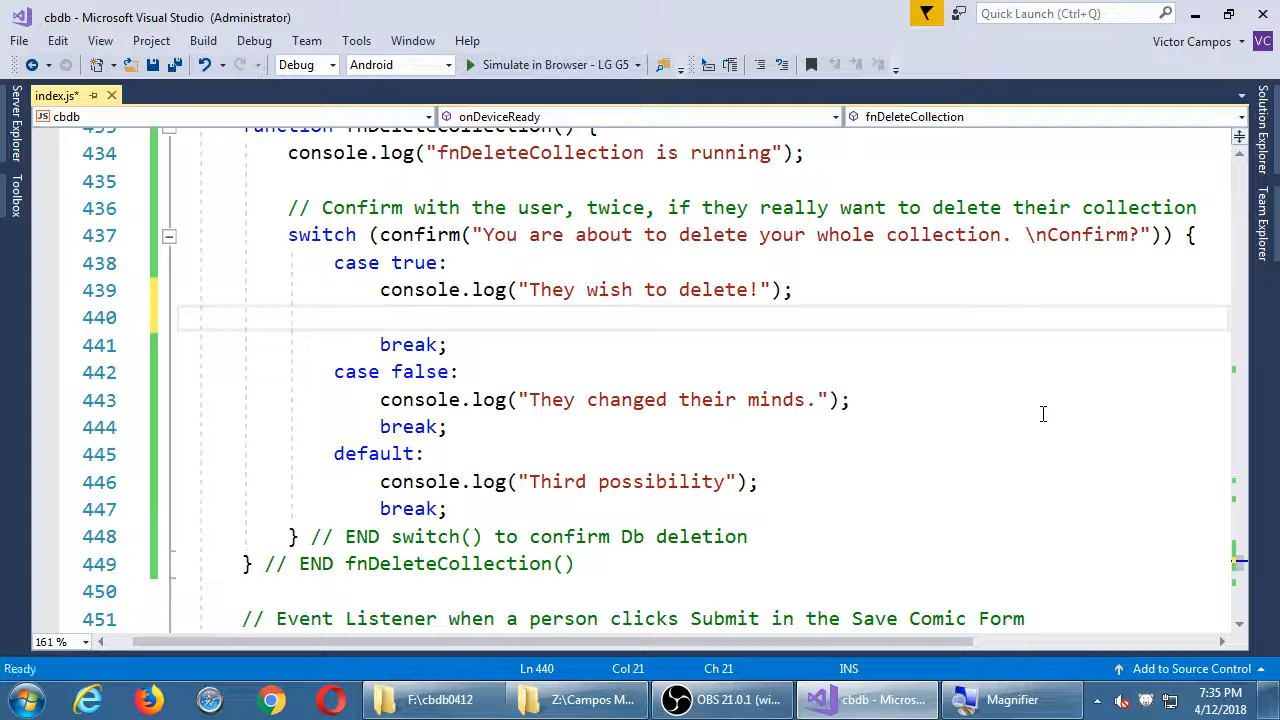 cbdb - Microsoft Visual Studio (Administrator)
Quick Launch (Ctrl+Q)
File Edit View Project Build Debug Team Tools Window Help
Victor Campos VC
Debug Android Simulate in Browser - LG G5
index.js*
JS cbdb onDeviceReady fnDeleteCollection
Server Explorer
Toolbox
Solution Explorer
Team Explorer
433 function fnDeleteCollection() {
434 console.log("fnDeleteCollection is running");
435
436 // Confirm with the user, twice, if they really want to delete their collection
437 switch (confirm("You are about to delete your whole collection. \nConfirm?")) {
438 case true:
439 console.log("They wish to delete!");
440
441 break;
442 case false:
443 console.log("They changed their minds.");
444 break;
445 default:
446 console.log("Third possibility");
447 break;
448 } // END switch() to confirm Db deletion
449 } // END fnDeleteCollection()
450
451 // Event Listener when a person clicks Submit in the Save Comic Form
161 %
Ready Ln 440 Col 21 Ch 21 INS Add to Source Control
F:\cbdb0412 Z:\Campos M... OBS 21.0.1 (wi... cbdb - Micros... Magnifier
7:35 PM
4/12/2018